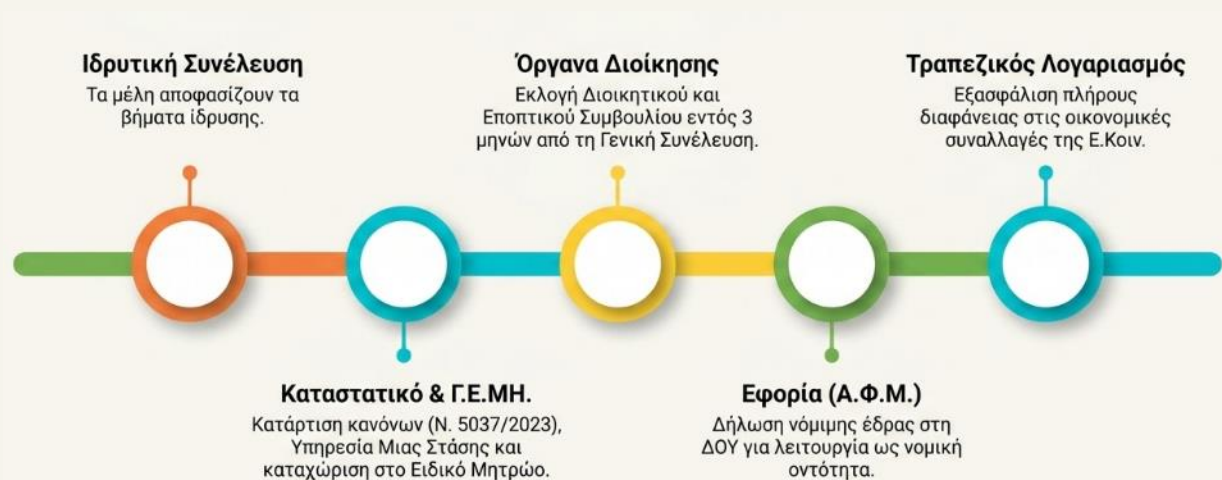 Ιδρυτική Συνέλευση
Τα μέλη αποφασίζουν τα
βήματα ίδρυσης.
Καταστατικό & Γ.Ε.ΜΗ.
Κατάρτιση κανόνων (Ν. 5037/2023),
Υπηρεσία Μιας Στάσης και
καταχώριση στο Ειδικό Μητρώο.
Όργανα Διοίκησης
Εκλογή Διοικητικού και
Εποπτικού Συμβουλίου εντός 3
μηνών από τη Γενική Συνέλευση.
Εφορία (Α.Φ.Μ.)
Δήλωση νόμιμης έδρας στη
ΔΟΥ για λειτουργία ως νομική
οντότητα.
Τραπεζικός Λογαριασμός
Εξασφάλιση πλήρους
διαφάνειας στις οικονομικές
συναλλαγές της Ε.Κοιν.